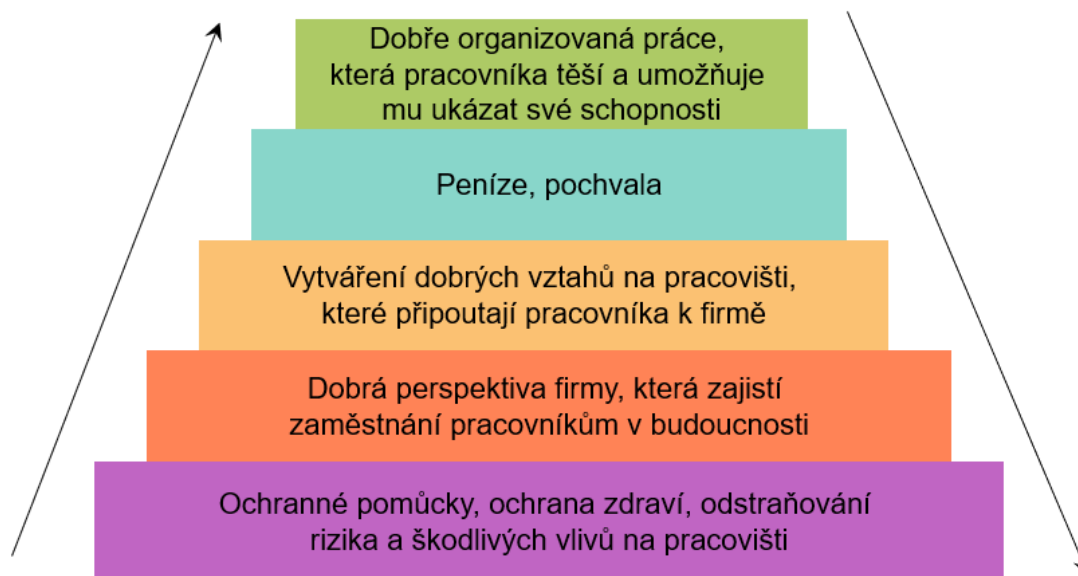 Dobře organizovaná práce,
která pracovníka těší a umožňuje
mu ukázat své schopnosti
Peníze, pochvala
Vytváření dobrých vztahů na pracovišti,
které připoutají pracovníka k firmě
Dobrá perspektiva firmy, která zajistí
zaměstnání pracovníkům v budoucnosti
Ochranné pomůcky, ochrana zdraví, odstraňování
rizika a škodlivých vlivů na pracovišti